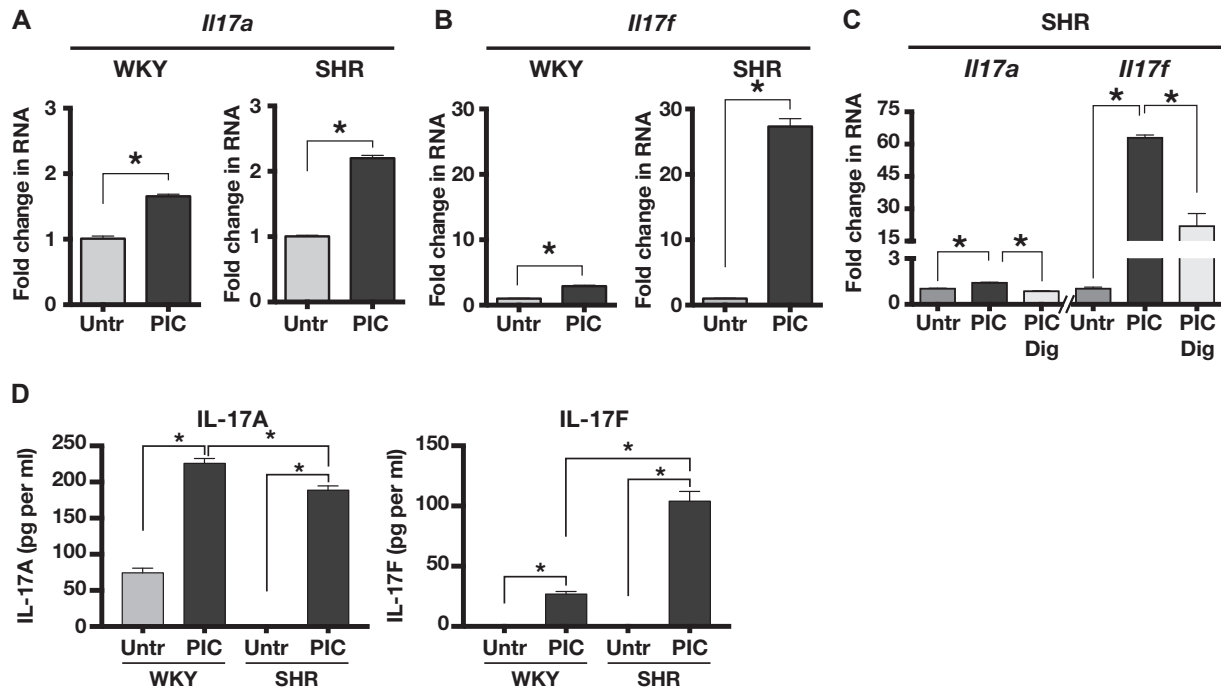 A
Il17a
WKY
SHR
Fold change in RNA
3
2
1
0
*
Untr PIC
Fold change in RNA
3
2
1
0
*
Untr PIC
B
Il17f
WKY
SHR
Fold change in RNA
30
20
10
0
*
Untr PIC
Fold change in RNA
30
20
10
0
*
Untr PIC
C
SHR
Il17a
Il17f
Fold change in RNA
75
60
45
30
15
3
0
* *
* *
Untr PIC PIC Dig
Untr PIC PIC Dig
D
IL-17A
IL-17A (pg per ml)
250
200
150
100
50
0
* *
*
Untr PIC Untr PIC
WKY SHR
IL-17F
IL-17F (pg per ml)
150
100
50
0
*
*
*
Untr PIC Untr PIC
WKY SHR